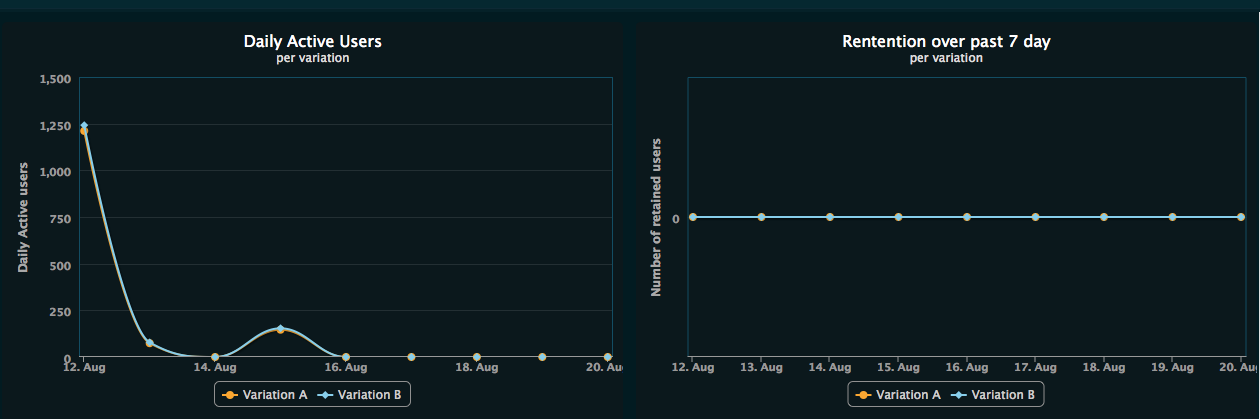 Daily Active Users
per variation
1,500
1,250
1,000
750
500
250
0
Daily Active users
12. Aug 14. Aug 16. Aug 18. Aug 20. Au
Variation A Variation B
Rentention over past 7 day
per variation
0
Number of retained users
12. Aug 13. Aug 14. Aug 15. Aug 16. Aug 17. Aug 18. Aug 19. Aug 20. Aug
Variation A Variation B